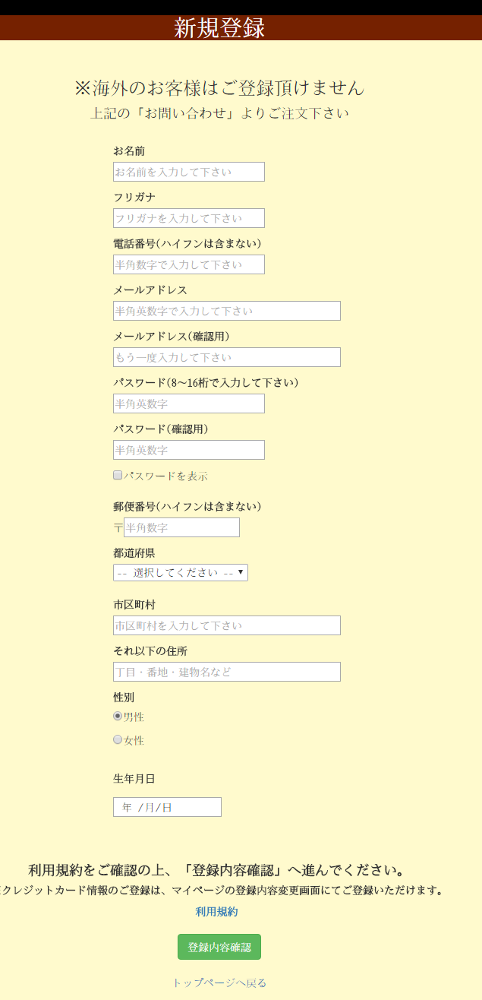 新規登録
※海外のお客様はご登録頂けません
上記の「お問い合わせ」よりご注文下さい
お名前
お名前を入力して下さい
フリガナ
フリガナを入力して下さい
電話番号(ハイフンは含まない)
半角数字で入力して下さい
メールアドレス
半角英数字で入力して下さい
メールアドレス(確認用)
もう一度入力して下さい
パスワード(8〜16桁で入力して下さい)
半角英数字
パスワード(確認用)
半角英数字
パスワードを表示
郵便番号(ハイフンは含まない)
〒半角数字
都道府県
-- 選択してください --
市区町村
市区町村を入力して下さい
それ以下の住所
丁目・番地・建物名など
性別
男性
女性
生年月日
年 /月/日
利用規約をご確認の上、「登録内容確認」へ進んでください。
クレジットカード情報のご登録は、マイページの登録内容変更画面にてご登録いただけます。
利用規約
登録内容確認
トップページへ戻る